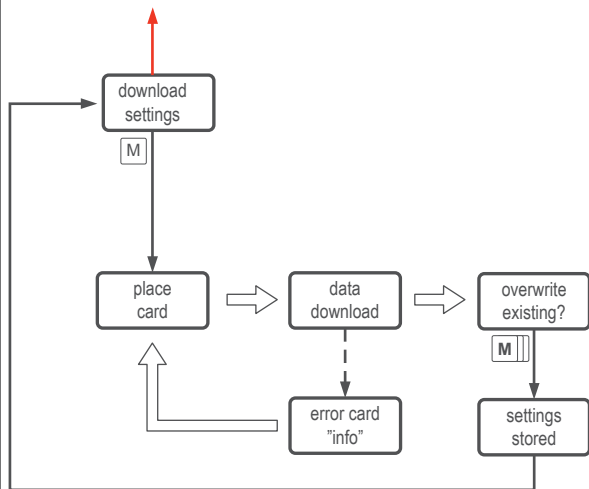 download
settings
M
place
card
data
download
overwrite
existing?
M
error card
”info”
settings
stored